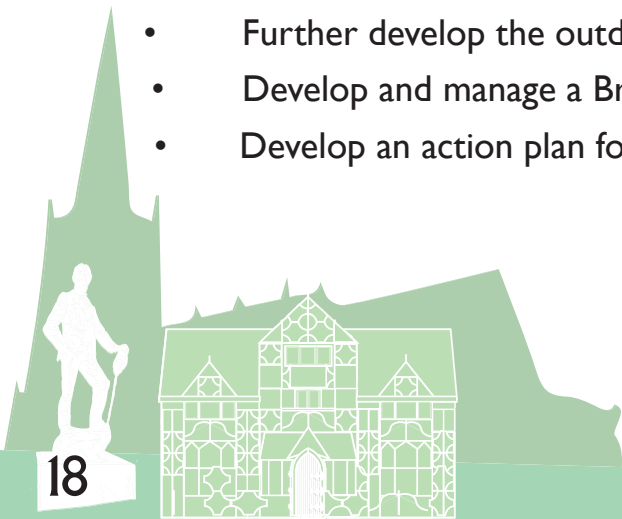 • Further develop the outd
• Develop and manage a Br
• Develop an action plan fo
18